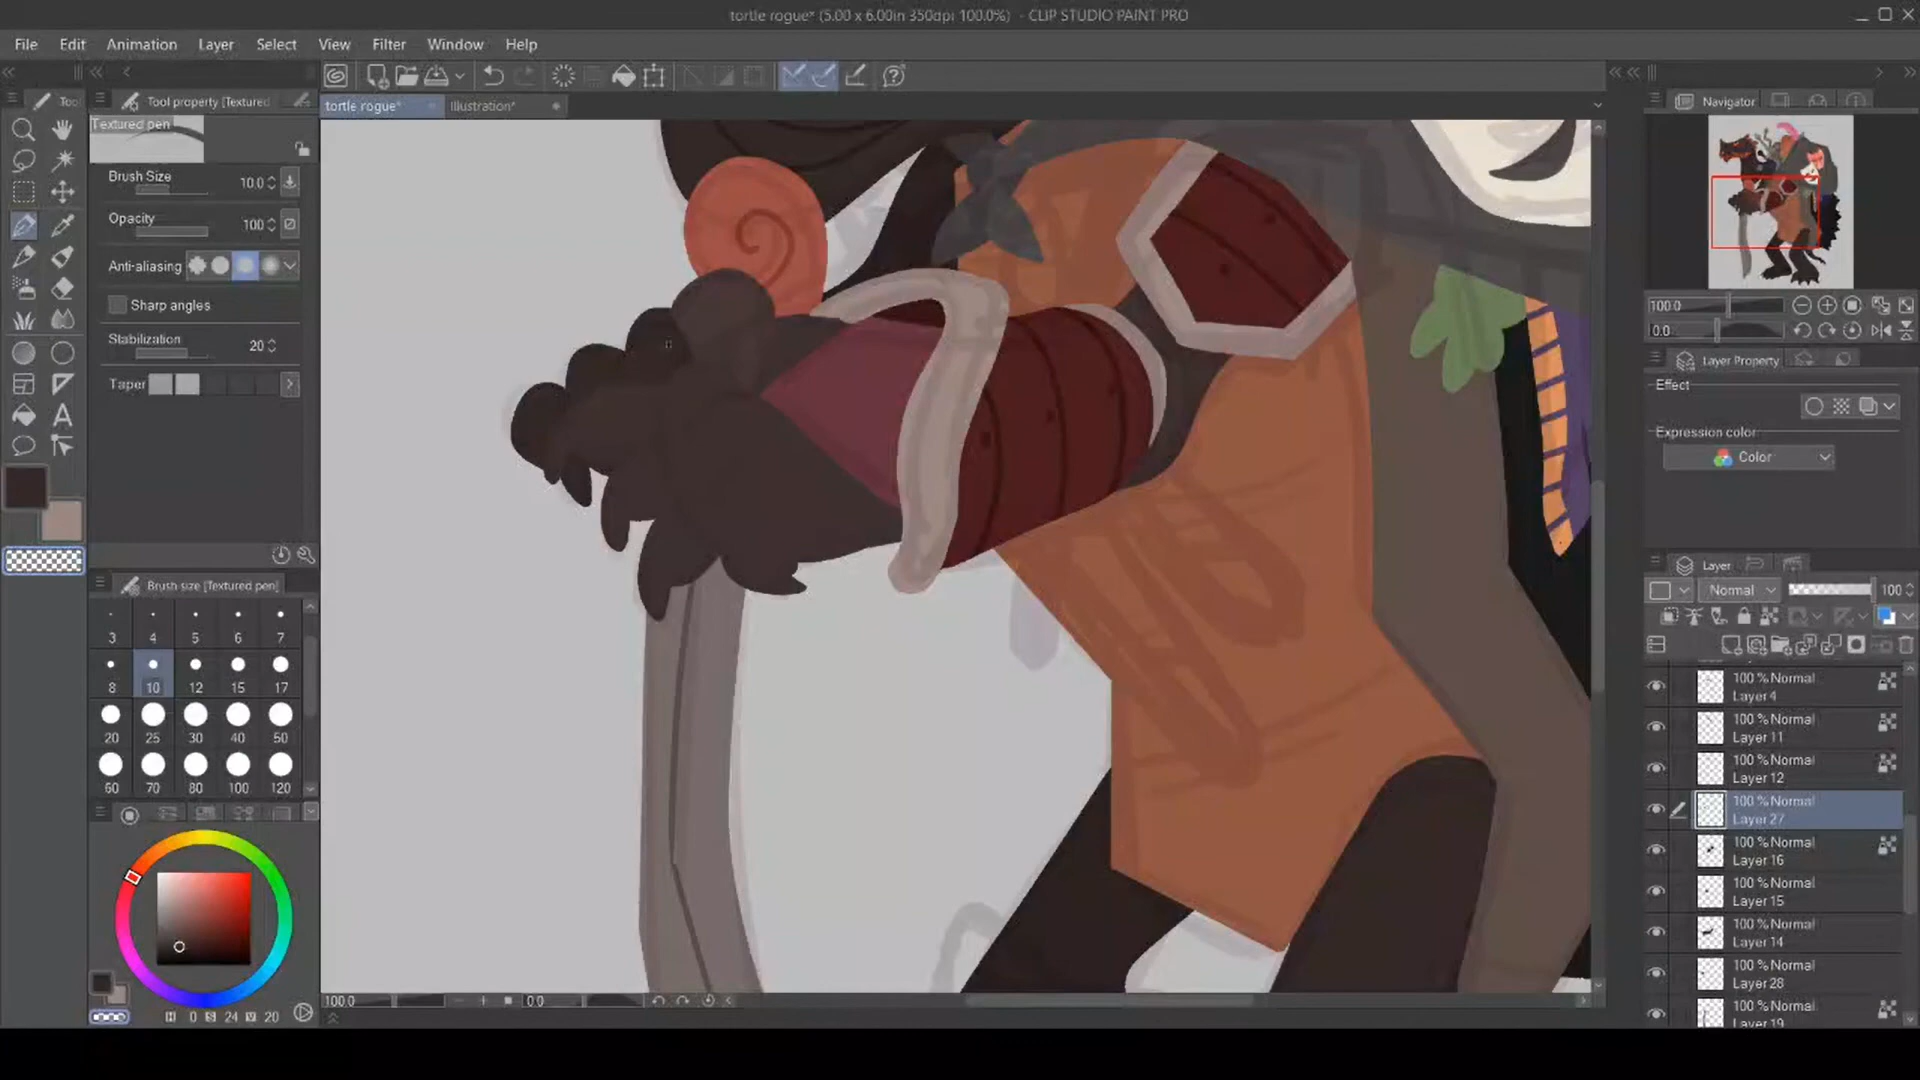 tortle rogue* (5.00 x 6.00in 350dpi 100.0%) - CLIP STUDIO PAINT PRO
File Edit Animation Layer Select View Filter Window Help
Tool property [Textured
Textured pen
Brush Size 10.0
Opacity 100
Anti-aliasing
Sharp angles
Stabilization 20
Taper
Brush size [Textured pen]
3 4 5 6 7
8 10 12 15 17
20 25 30 40 50
60 70 80 100 120
H 0 S 24 V 20
tortle rogue* Illustration*
100.0 0.0
Navigator
100.0
0.0
Layer Property
Effect
Expression color
Color
Layer
Normal 100
100 % Normal
Layer 4
100 % Normal
Layer 11
100 % Normal
Layer 12
100 % Normal
Layer 27
100 % Normal
Layer 16
100 % Normal
Layer 15
100 % Normal
Layer 14
100 % Normal
Layer 28
100 % Normal
Layer 19